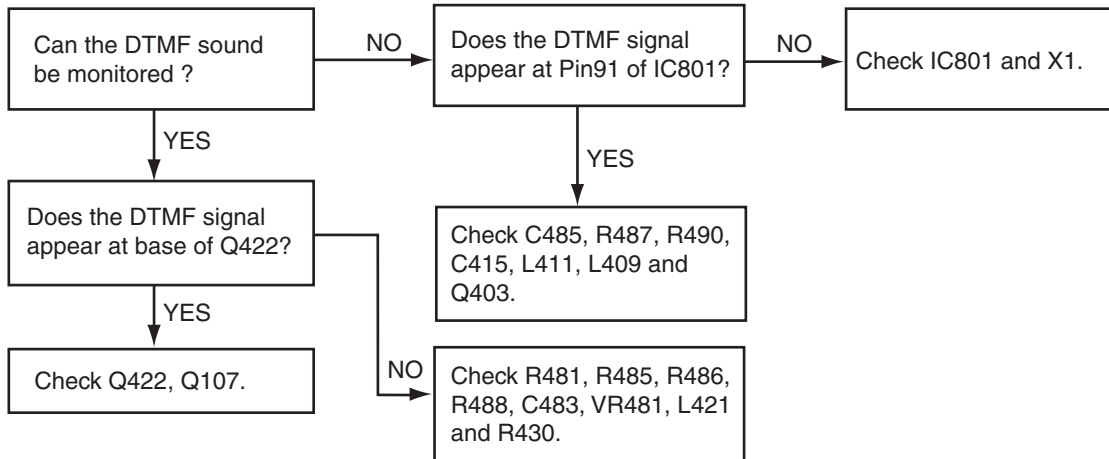 Can the DTMF sound
be monitored ?
NO
Does the DTMF signal
appear at Pin91 of IC801?
NO
Check IC801 and X1.
YES
YES
Does the DTMF signal
appear at base of Q422?
Check C485, R487, R490,
C415, L411, L409 and
Q403.
YES
Check Q422, Q107.
NO
Check R481, R485, R486,
R488, C483, VR481, L421
and R430.